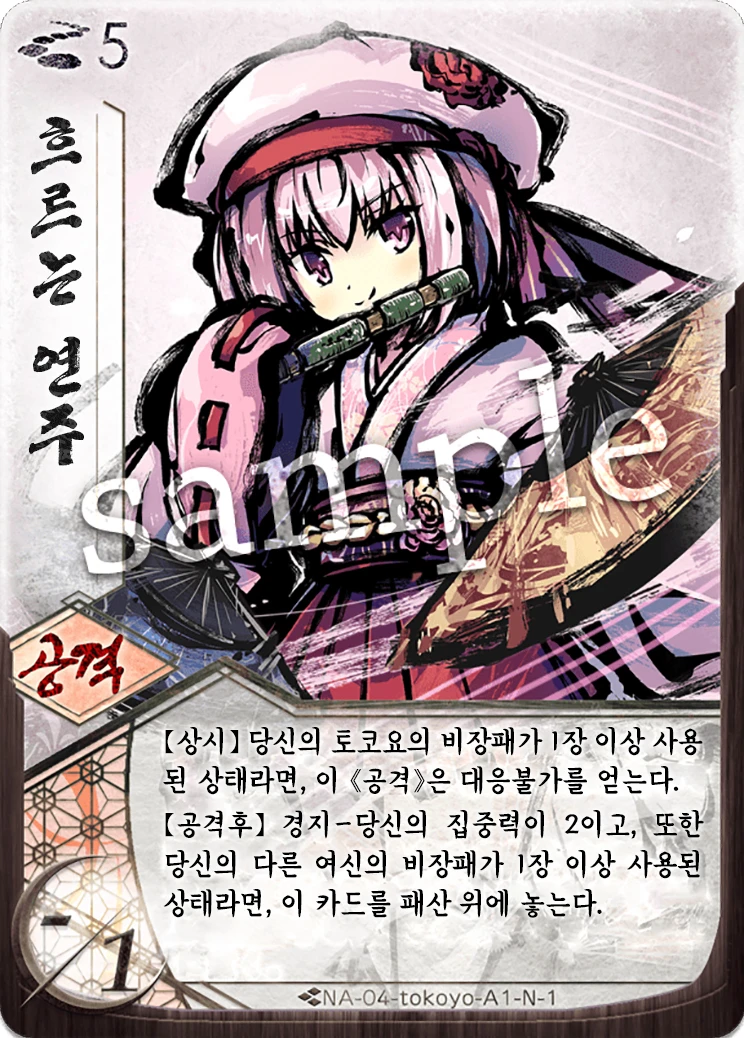 5
흐르는 연주
sample
공격
【상시】 당신의 토코요의 비장패가 1장 이상 사용
된 상태라면, 이 《공격》은 대응불가를 얻는다.
【공격후】 경지-당신의 집중력이 2이고, 또한
당신의 다른 여신의 비장패가 1장 이상 사용된
상태라면, 이 카드를 패산 위에 놓는다.
-/1
NA-04-tokoyo-A1-N-1